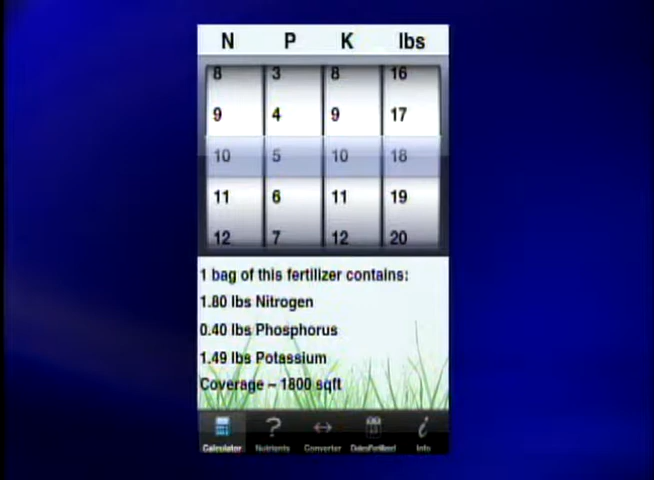 N P K lbs
8 3 8 16
9 4 9 17
10 5 10 18
11 6 11 19
12 7 12 20
1 bag of this fertilizer contains:
1.80 lbs Nitrogen
0.40 lbs Phosphorus
1.49 lbs Potassium
Coverage ~ 1800 sqft
Calculator Nutrients Converter DatesFertilized Info